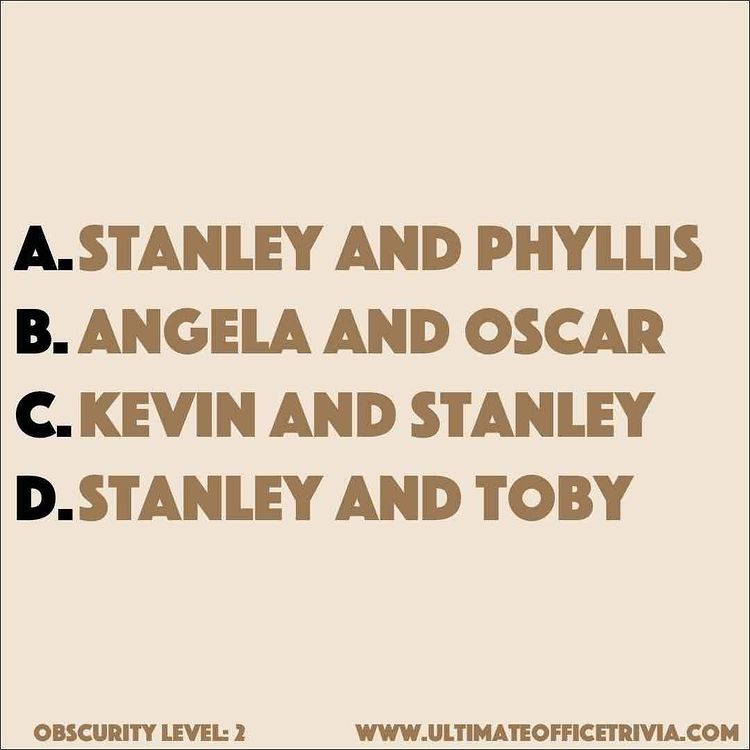 A. STANLEY AND PHYLLIS
B. ANGELA AND OSCAR
C. KEVIN AND STANLEY
D. STANLEY AND TOBY
OBSCURITY LEVEL: 2 WWW.ULTIMATEOFFICETRIVIA.COM